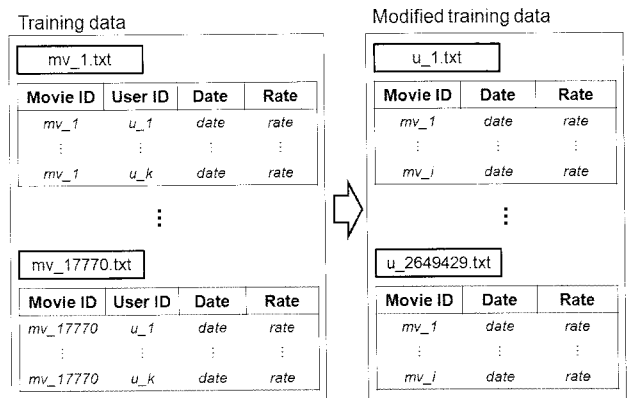 Training data
mv_1.txt
Movie ID User ID Date Rate
mv_1 u_1 date rate
⋮ ⋮ ⋮ ⋮
mv_1 u_k date rate
⋮
mv_17770.txt
Movie ID User ID Date Rate
mv_17770 u_1 date rate
⋮ ⋮ ⋮ ⋮
mv_17770 u_k date rate
Modified training data
u_1.txt
Movie ID Date Rate
mv_1 date rate
⋮ ⋮ ⋮
mv_i date rate
⋮
u_2649429.txt
Movie ID Date Rate
mv_1 date rate
⋮ ⋮ ⋮
mv_j date rate